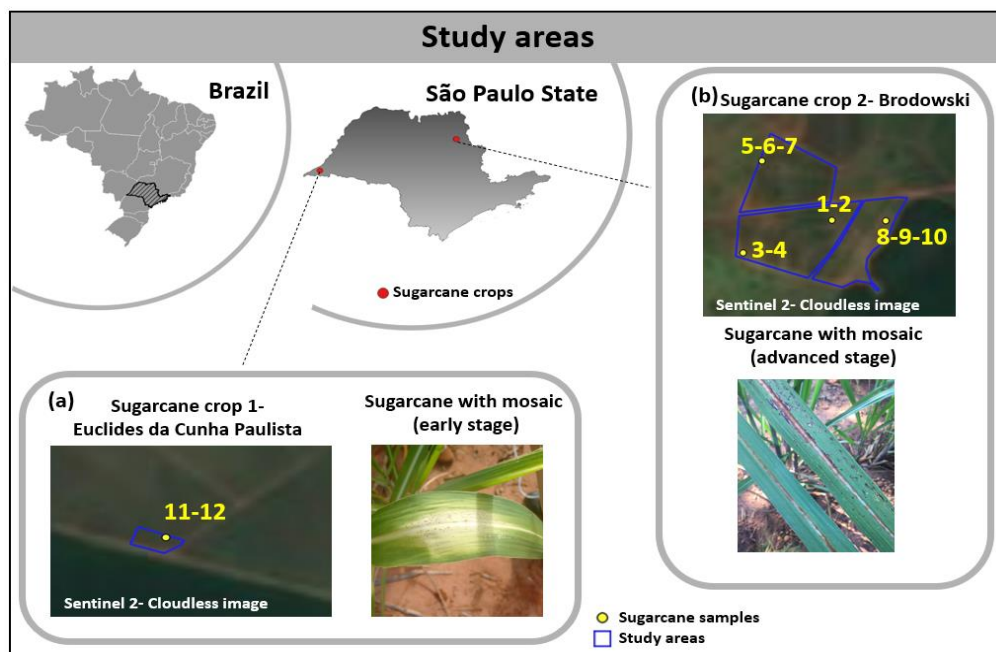 Study areas
Brazil
São Paulo State
Sugarcane crops
(a)
Sugarcane crop 1-
Euclides da Cunha Paulista
11-12
Sentinel 2- Cloudless image
Sugarcane with mosaic
(early stage)
(b)
Sugarcane crop 2- Brodowski
5-6-7
1-2
8-9-10
3-4
Sentinel 2- Cloudless image
Sugarcane with mosaic
(advanced stage)
Sugarcane samples
Study areas